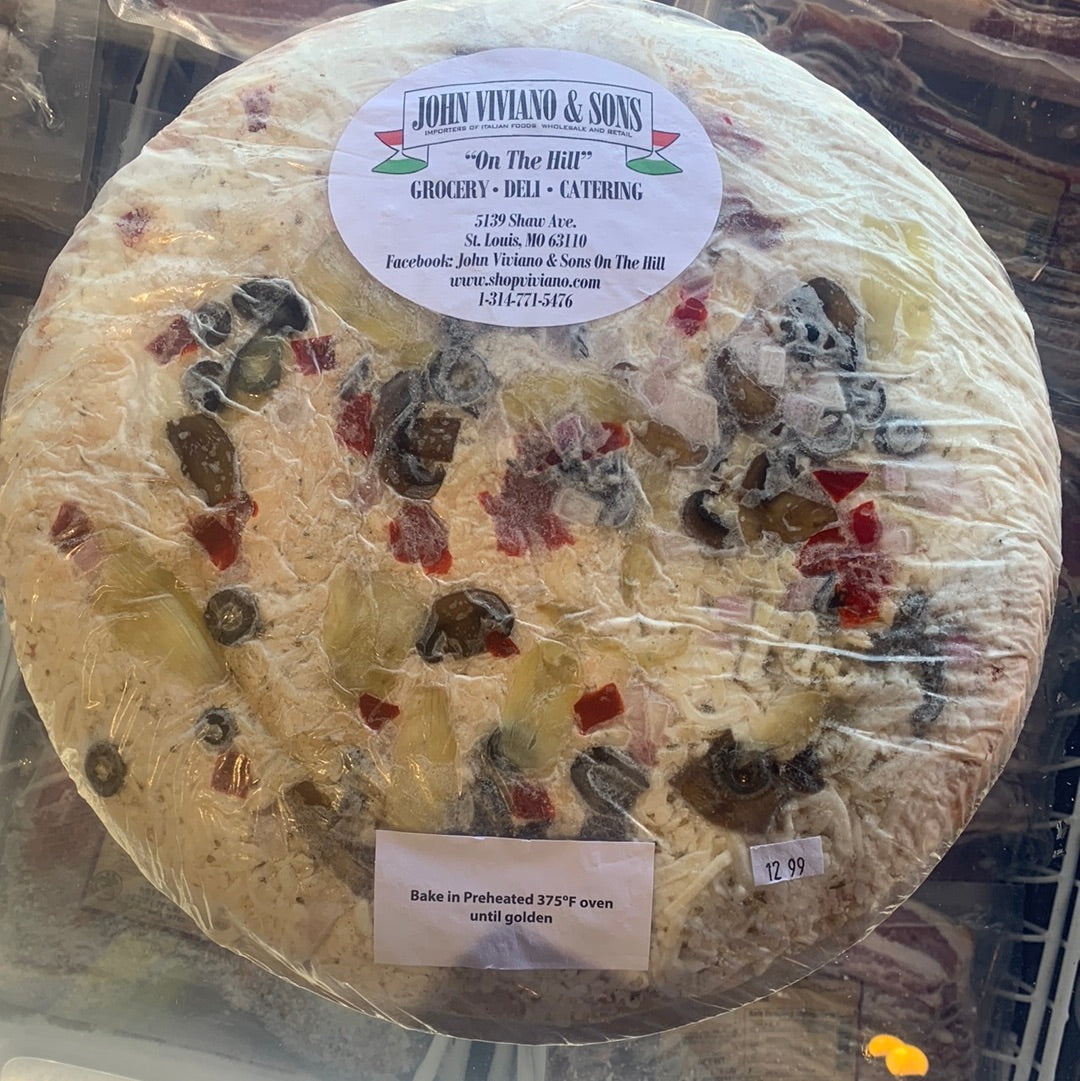 JOHN VIVIANO & SONS
IMPORTERS OF ITALIAN FOODS WHOLESALE AND RETAIL
"On The Hill"
GROCERY • DELI • CATERING
5139 Shaw Ave.
St. Louis, MO 63110
Facebook: John Viviano & Sons On The Hill
www.shopviviano.com
1-314-771-5476
12 99
Bake in Preheated 375°F oven
until golden